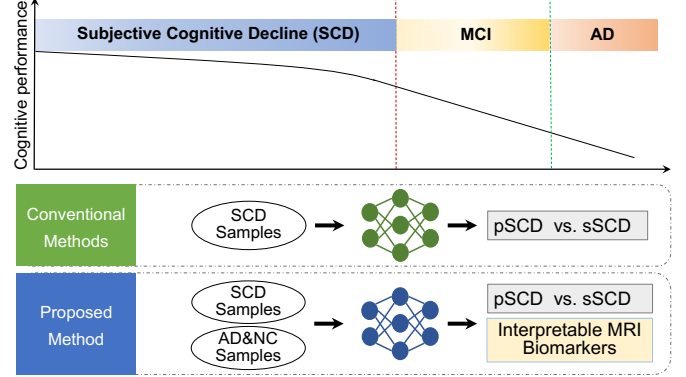 Cognitive performance
Subjective Cognitive Decline (SCD)
MCI
AD
Conventional
Methods
SCD
Samples
pSCD vs. sSCD
Proposed
Method
SCD
Samples
AD&NC
Samples
pSCD vs. sSCD
Interpretable MRI
Biomarkers